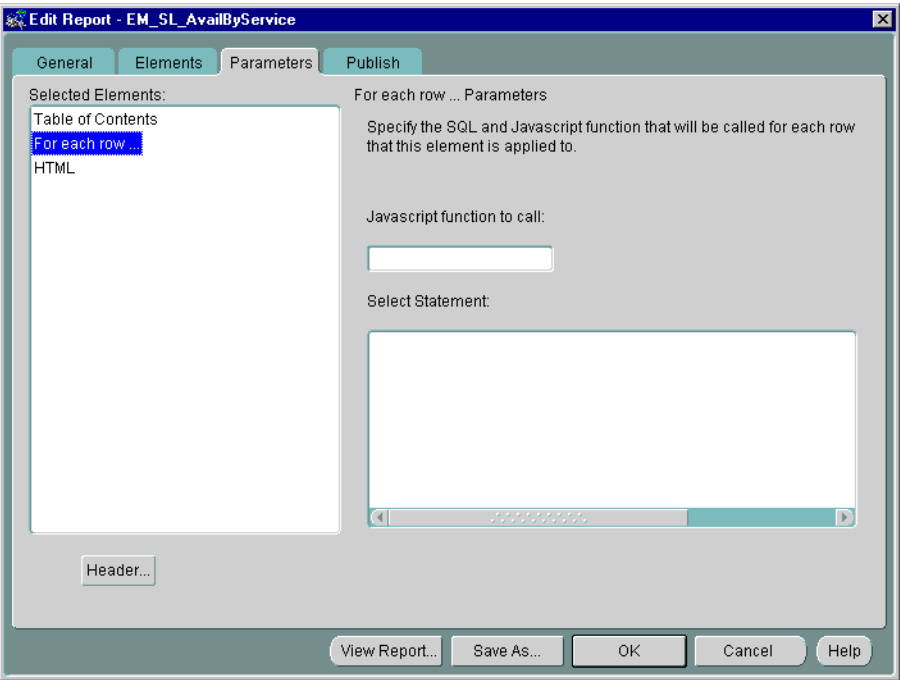 Edit Report - EM_SL_AvailByService
General Elements Parameters Publish
Selected Elements:
Table of Contents
For each row ...
HTML
Header...
For each row ... Parameters
Specify the SQL and Javascript function that will be called for each row
that this element is applied to.
Javascript function to call:
Select Statement:
View Report... Save As... OK Cancel Help